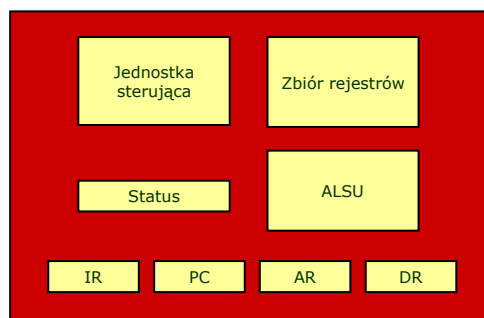 Jednostka
sterująca
Zbiór rejestrów
Status
ALSU
IR
PC
AR
DR